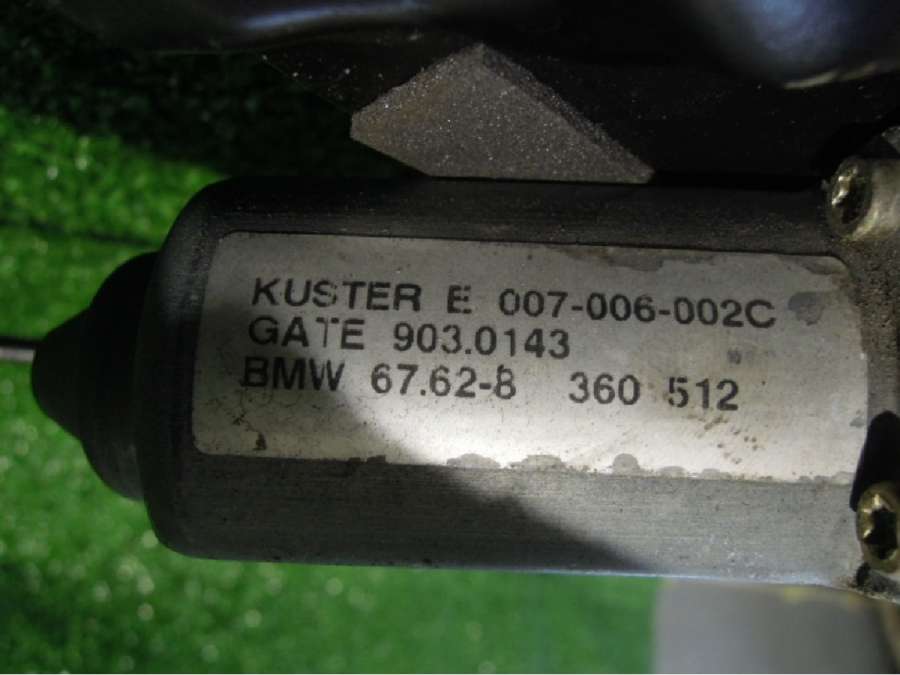 KUSTER E 007-006-002C
GATE 903.0143
BMW 67.62-8 360 512